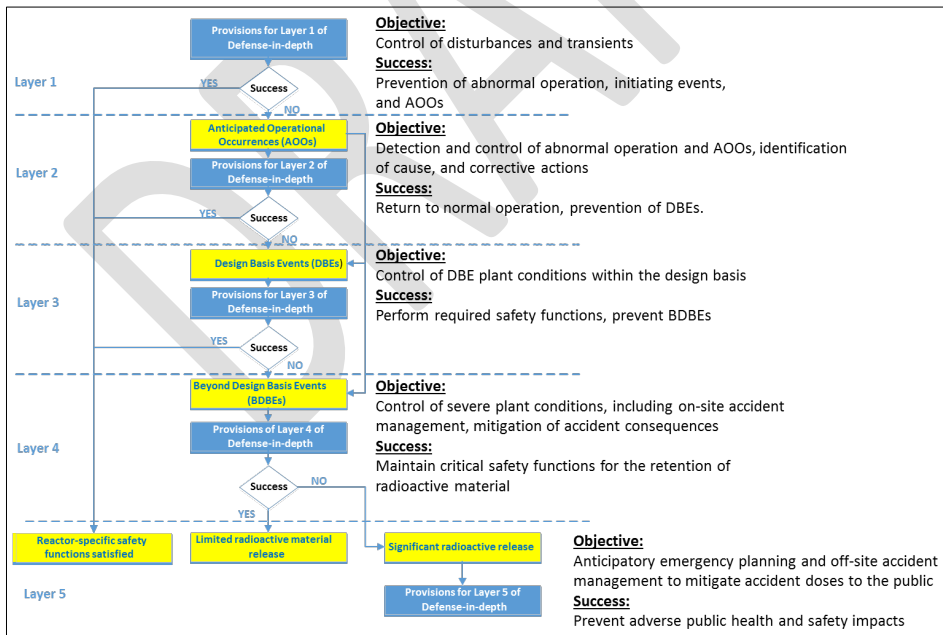 Provisions for Layer 1 of
Defense-in-depth
Objective:
Control of disturbances and transients
Success:
Prevention of abnormal operation, initiating events,
and AOOs
Layer 1
YES
Success
NO
Anticipated Operational
Occurrences (AOOs)
Objective:
Detection and control of abnormal operation and AOOs, identification
of cause, and corrective actions
Success:
Return to normal operation, prevention of DBEs.
Layer 2
Provisions for Layer 2 of
Defense-in-depth
YES
Success
NO
Design Basis Events (DBEs)
Objective:
Control of DBE plant conditions within the design basis
Success:
Perform required safety functions, prevent BDBEs
Layer 3
Provisions for Layer 3 of
Defense-in-depth
YES
Success
NO
Beyond Design Basis Events
(BDBEs)
Objective:
Control of severe plant conditions, including on-site accident
management, mitigation of accident consequences
Success:
Maintain critical safety functions for the retention of
radioactive material
Layer 4
Provisions of Layer 4 of
Defense-in-depth
Success
NO
YES
Reactor-specific safety
functions satisfied
Limited radioactive material
release
Significant radioactive release
Objective:
Anticipatory emergency planning and off-site accident
management to mitigate accident doses to the public
Success:
Prevent adverse public health and safety impacts
Layer 5
Provisions for Layer 5 of
Defense-in-depth
DRA